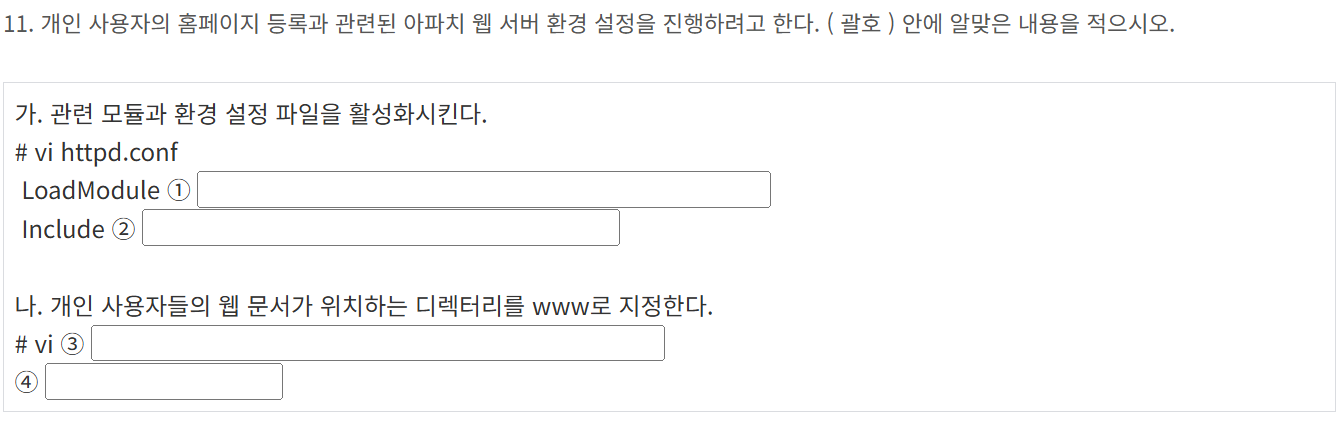 11. 개인 사용자의 홈페이지 등록과 관련된 아파치 웹 서버 환경 설정을 진행하려고 한다. ( 괄호 ) 안에 알맞은 내용을 적으시오.
가. 관련 모듈과 환경 설정 파일을 활성화시킨다.
# vi httpd.conf
LoadModule ①
Include ②
나. 개인 사용자들의 웹 문서가 위치하는 디렉터리를 www로 지정한다.
# vi ③
④